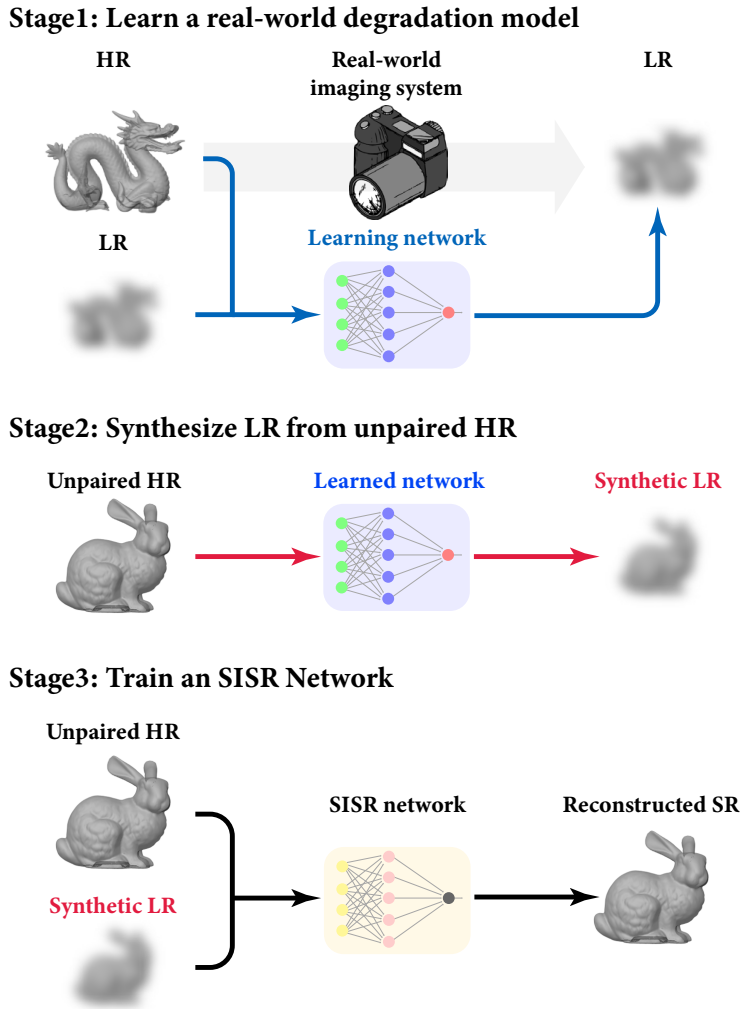 Stage1: Learn a real-world degradation model
HR
Real-world
imaging system
LR
LR
Learning network
Stage2: Synthesize LR from unpaired HR
Unpaired HR
Learned network
Synthetic LR
Stage3: Train an SISR Network
Unpaired HR
SISR network
Reconstructed SR
Synthetic LR